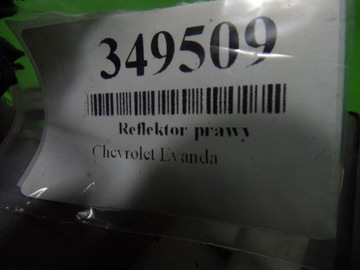 349509
Reflektor prawy
Chevrolet Evanda